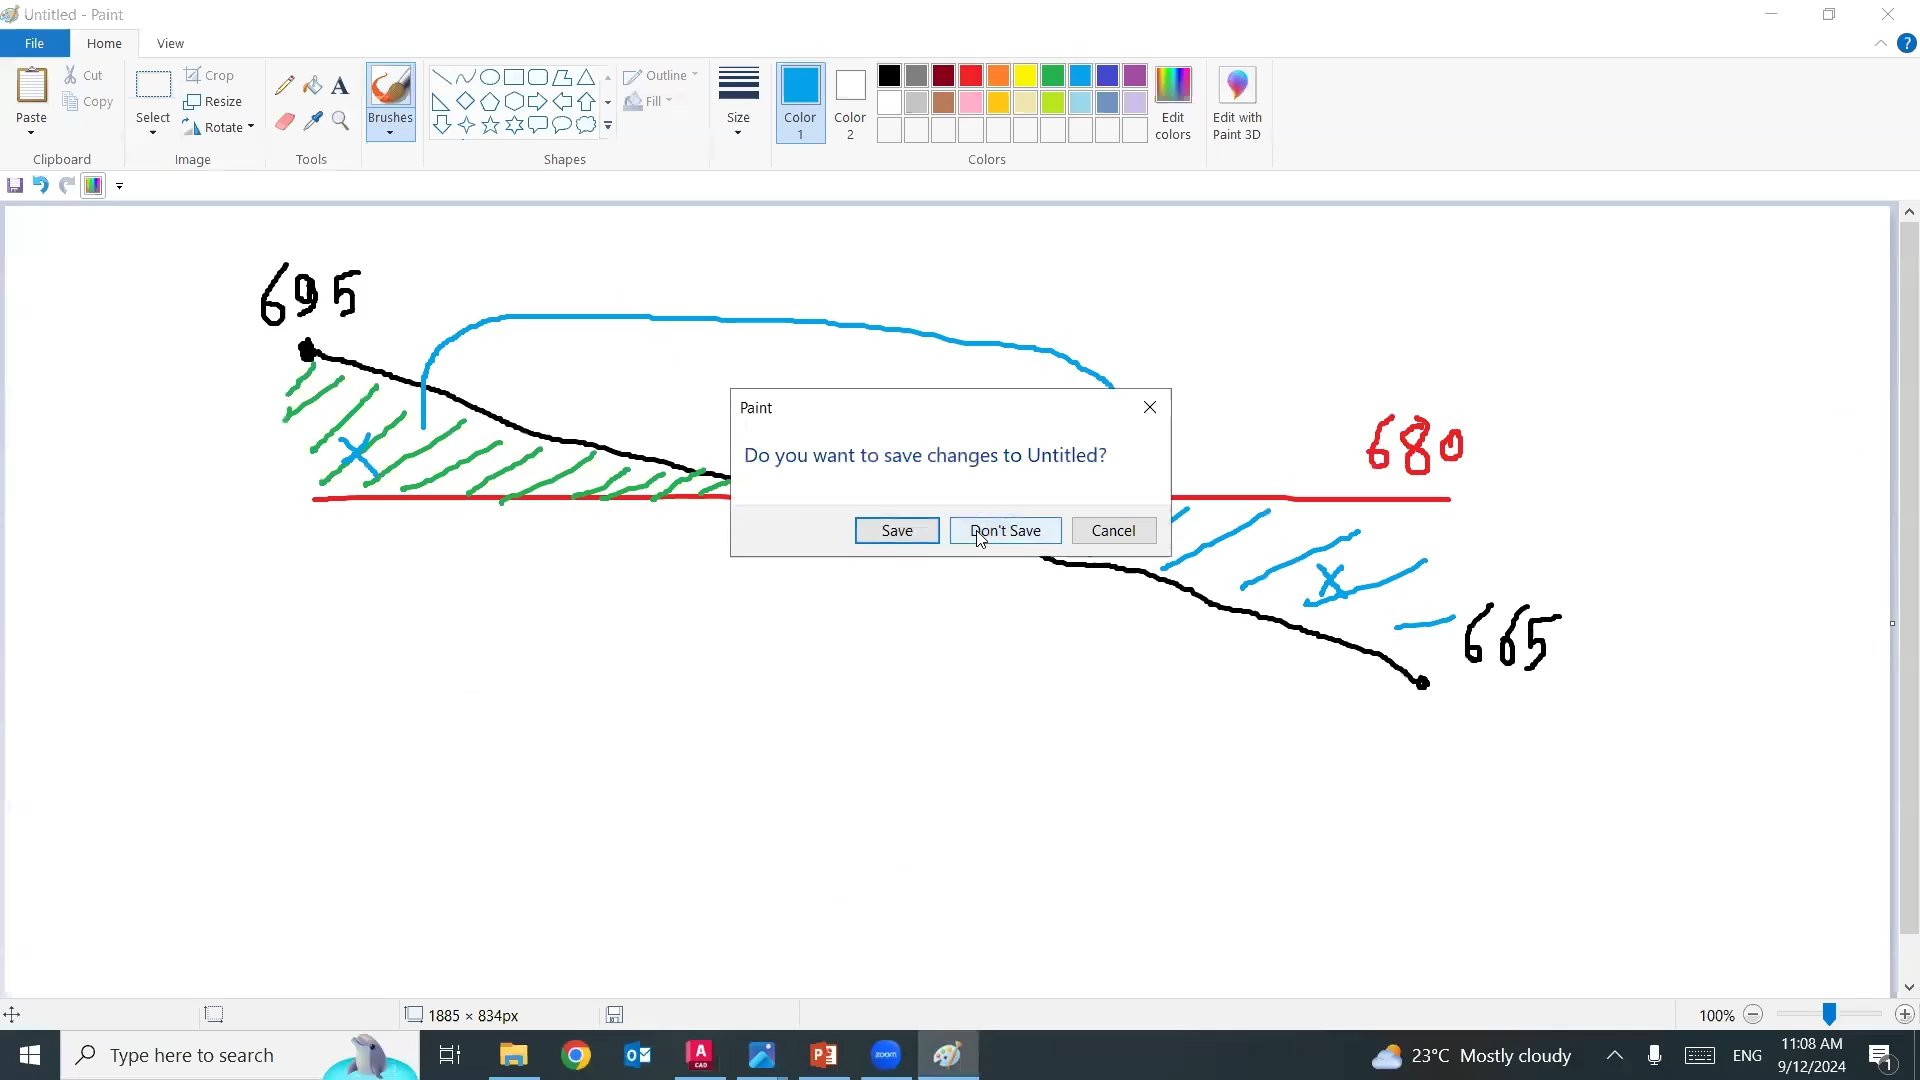 Untitled - Paint
File Home View
Paste
Cut
Copy
Clipboard
Select
Crop
Resize
Rotate
Image
Tools
Brushes
Shapes
Outline
Fill
Size
Color 1
Color 2
Colors
Edit colors
Edit with Paint 3D
695
680
665
Paint
Do you want to save changes to Untitled?
Save Don't Save Cancel
1885 × 834px
100%
Type here to search
A
CAD
P
zoom
23°C Mostly cloudy
ENG
11:08 AM
9/12/2024
1